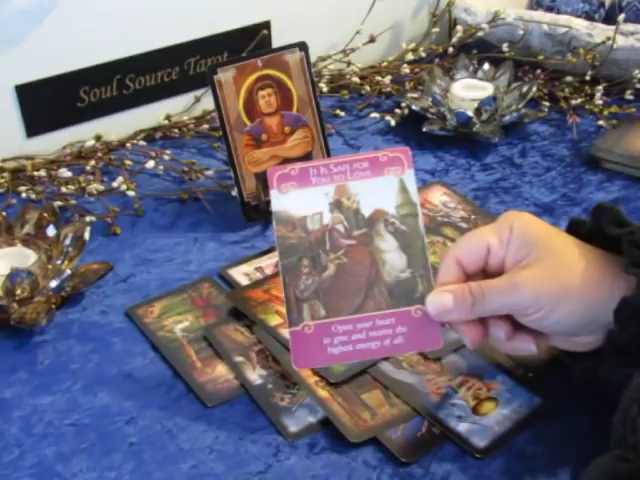 Soul Source Tarot
It Is Safe for
You to Love
Open your heart
to give and receive the
highest energy of all.